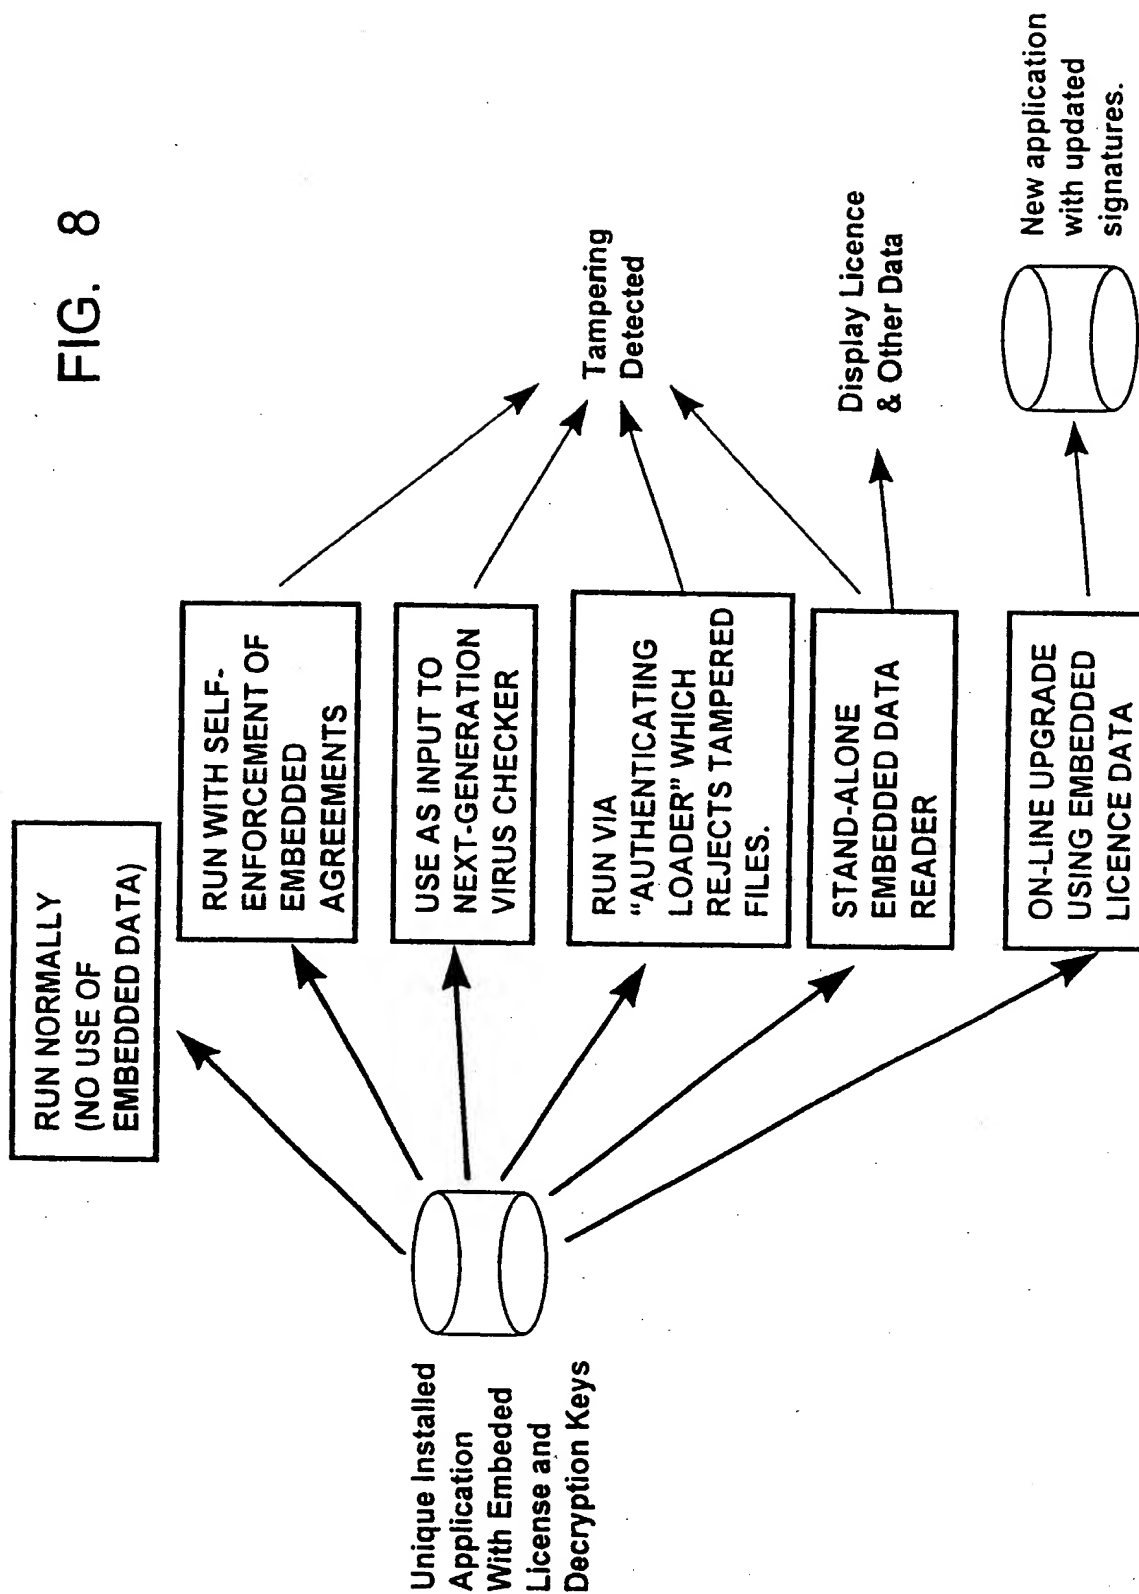 FIG. 8
Unique Installed
Application
With Embeded
License and
Decryption Keys
RUN NORMALLY
(NO USE OF
EMBEDDED DATA)
RUN WITH SELF-
ENFORCEMENT OF
EMBEDDED
AGREEMENTS
USE AS INPUT TO
NEXT-GENERATION
VIRUS CHECKER
RUN VIA
"AUTHENTICATING
LOADER" WHICH
REJECTS TAMPERED
FILES.
STAND-ALONE
EMBEDDED DATA
READER
ON-LINE UPGRADE
USING EMBEDDED
LICENCE DATA
Tampering
Detected
Display Licence
& Other Data
New application
with updated
signatures.